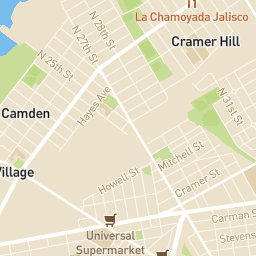 La Chamoyada Jalisco
N 28th St
N 27th St
Cramer Hill
N 25th St
Hayes Ave
N 31st St
Camden
Mitchell St
Village
Howell St
Cramer St
Carman S
Universal
Supermarket
Stevens